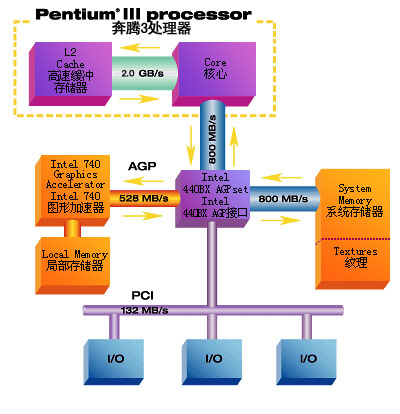 Pentium® III processor
奔腾3处理器
L2
Cache
高速缓冲
存储器
2.0 GB/s
Core
核心
800 MB/s
Intel 740
Graphics
Accelerator
Intel 740
图形加速器
AGP
528 MB/s
Intel
440BX AGPset
Intel
440BX AGP接口
800 MB/s
System
Memory
系统存储器
Textures
纹理
Local Memory
局部存储器
PCI
132 MB/s
I/O
I/O
I/O